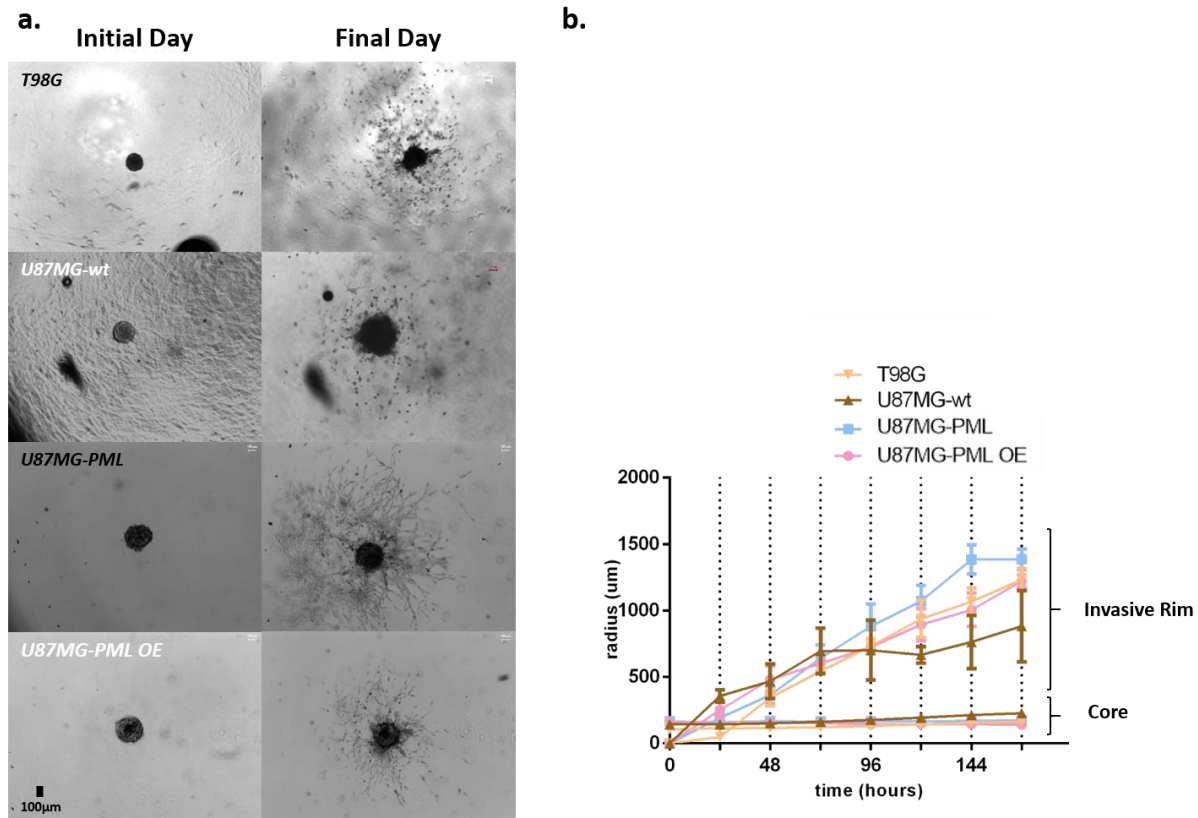 a.
Initial Day
Final Day
T98G
U87MG-wt
U87MG-PML
U87MG-PML OE
100µm
b.
T98G
U87MG-wt
U87MG-PML
U87MG-PML OE
radius (um)
2000
1500
1000
500
0
0 48 96 144
time (hours)
Invasive Rim
Core